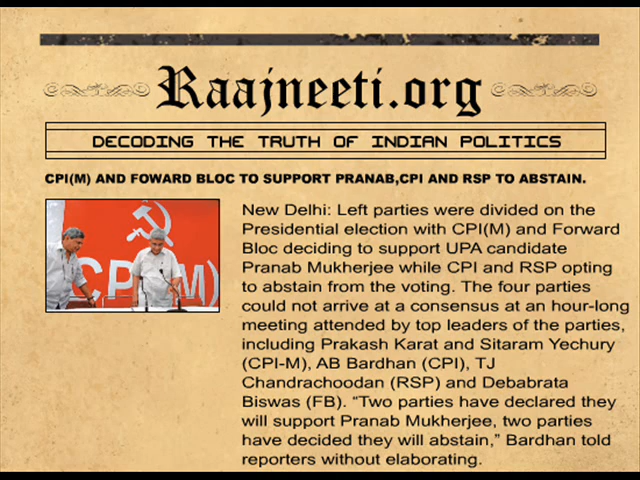 Raajneeti.org
DECODING THE TRUTH OF INDIAN POLITICS
CPI(M) AND FOWARD BLOC TO SUPPORT PRANAB,CPI AND RSP TO ABSTAIN.
CP M)
New Delhi: Left parties were divided on the
Presidential election with CPI(M) and Forward
Bloc deciding to support UPA candidate
Pranab Mukherjee while CPI and RSP opting
to abstain from the voting. The four parties
could not arrive at a consensus at an hour-long
meeting attended by top leaders of the parties,
including Prakash Karat and Sitaram Yechury
(CPI-M), AB Bardhan (CPI), TJ
Chandrachoodan (RSP) and Debabrata
Biswas (FB). “Two parties have declared they
will support Pranab Mukherjee, two parties
have decided they will abstain,” Bardhan told
reporters without elaborating.